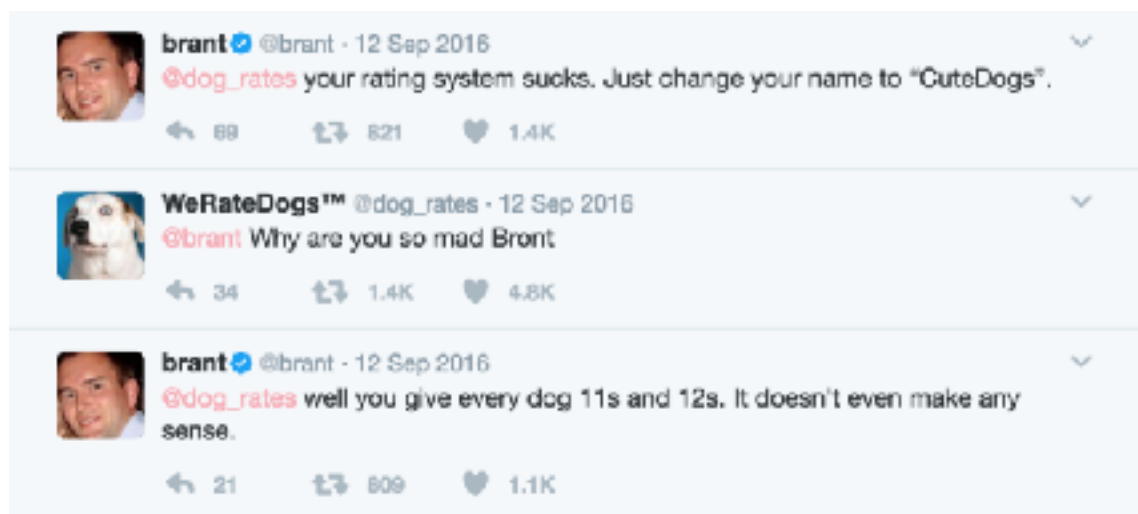 brant @brant · 12 Sep 2016
@dog_rates your rating system sucks. Just change your name to “CuteDogs”.
69 821 1.4K
WeRateDogs™ @dog_rates · 12 Sep 2016
@brant Why are you so mad Bront
34 1.4K 4.8K
brant @brant · 12 Sep 2016
@dog_rates well you give every dog 11s and 12s. It doesn't even make any
sense.
21 809 1.1K